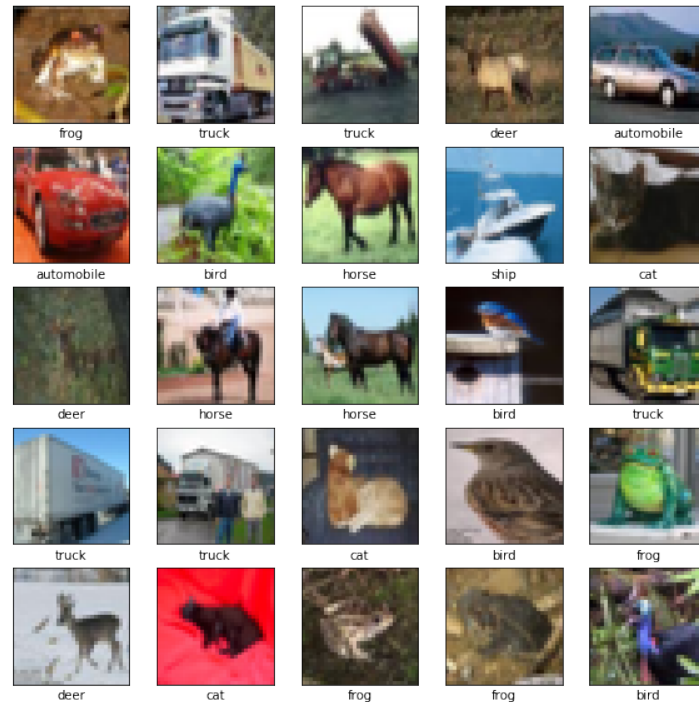 frog truck truck deer automobile
automobile bird horse ship cat
deer horse horse bird truck
truck truck cat bird frog
deer cat frog frog bird